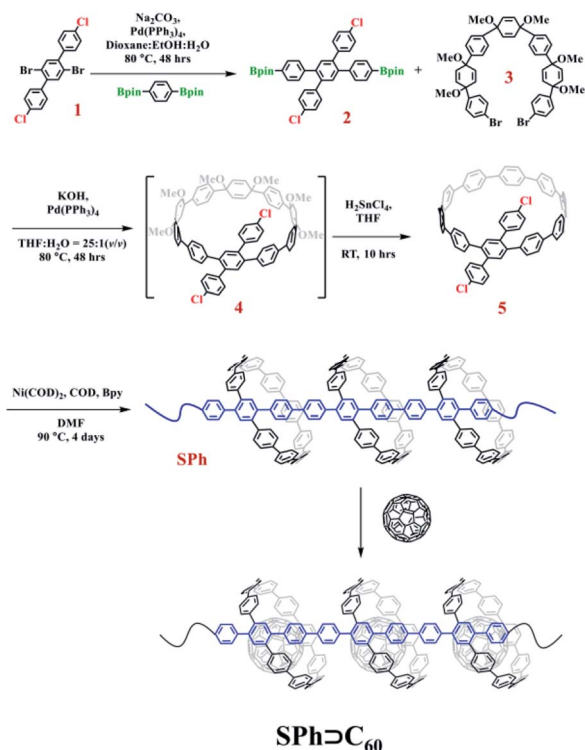 Na₂CO₃,
Pd(PPh₃)₄,
Dioxane:EtOH:H₂O
80 °C, 48 hrs
Cl
Br
Br
Cl
1
Bpin
Bpin
Cl
Bpin
Bpin
Cl
2
+
MeO
OMe
MeO
OMe
3
OMe
OMe
Br
Br
KOH,
Pd(PPh₃)₄
THF:H₂O = 25:1(v/v)
80 °C, 48 hrs
MeO
OMe
MeO
OMe
MeO
OMe
Cl
Cl
4
H₂SnCl₄,
THF
RT, 10 hrs
Cl
Cl
5
Ni(COD)₂, COD, Bpy
DMF
90 °C, 4 days
SPh
SPh⊃C₆₀